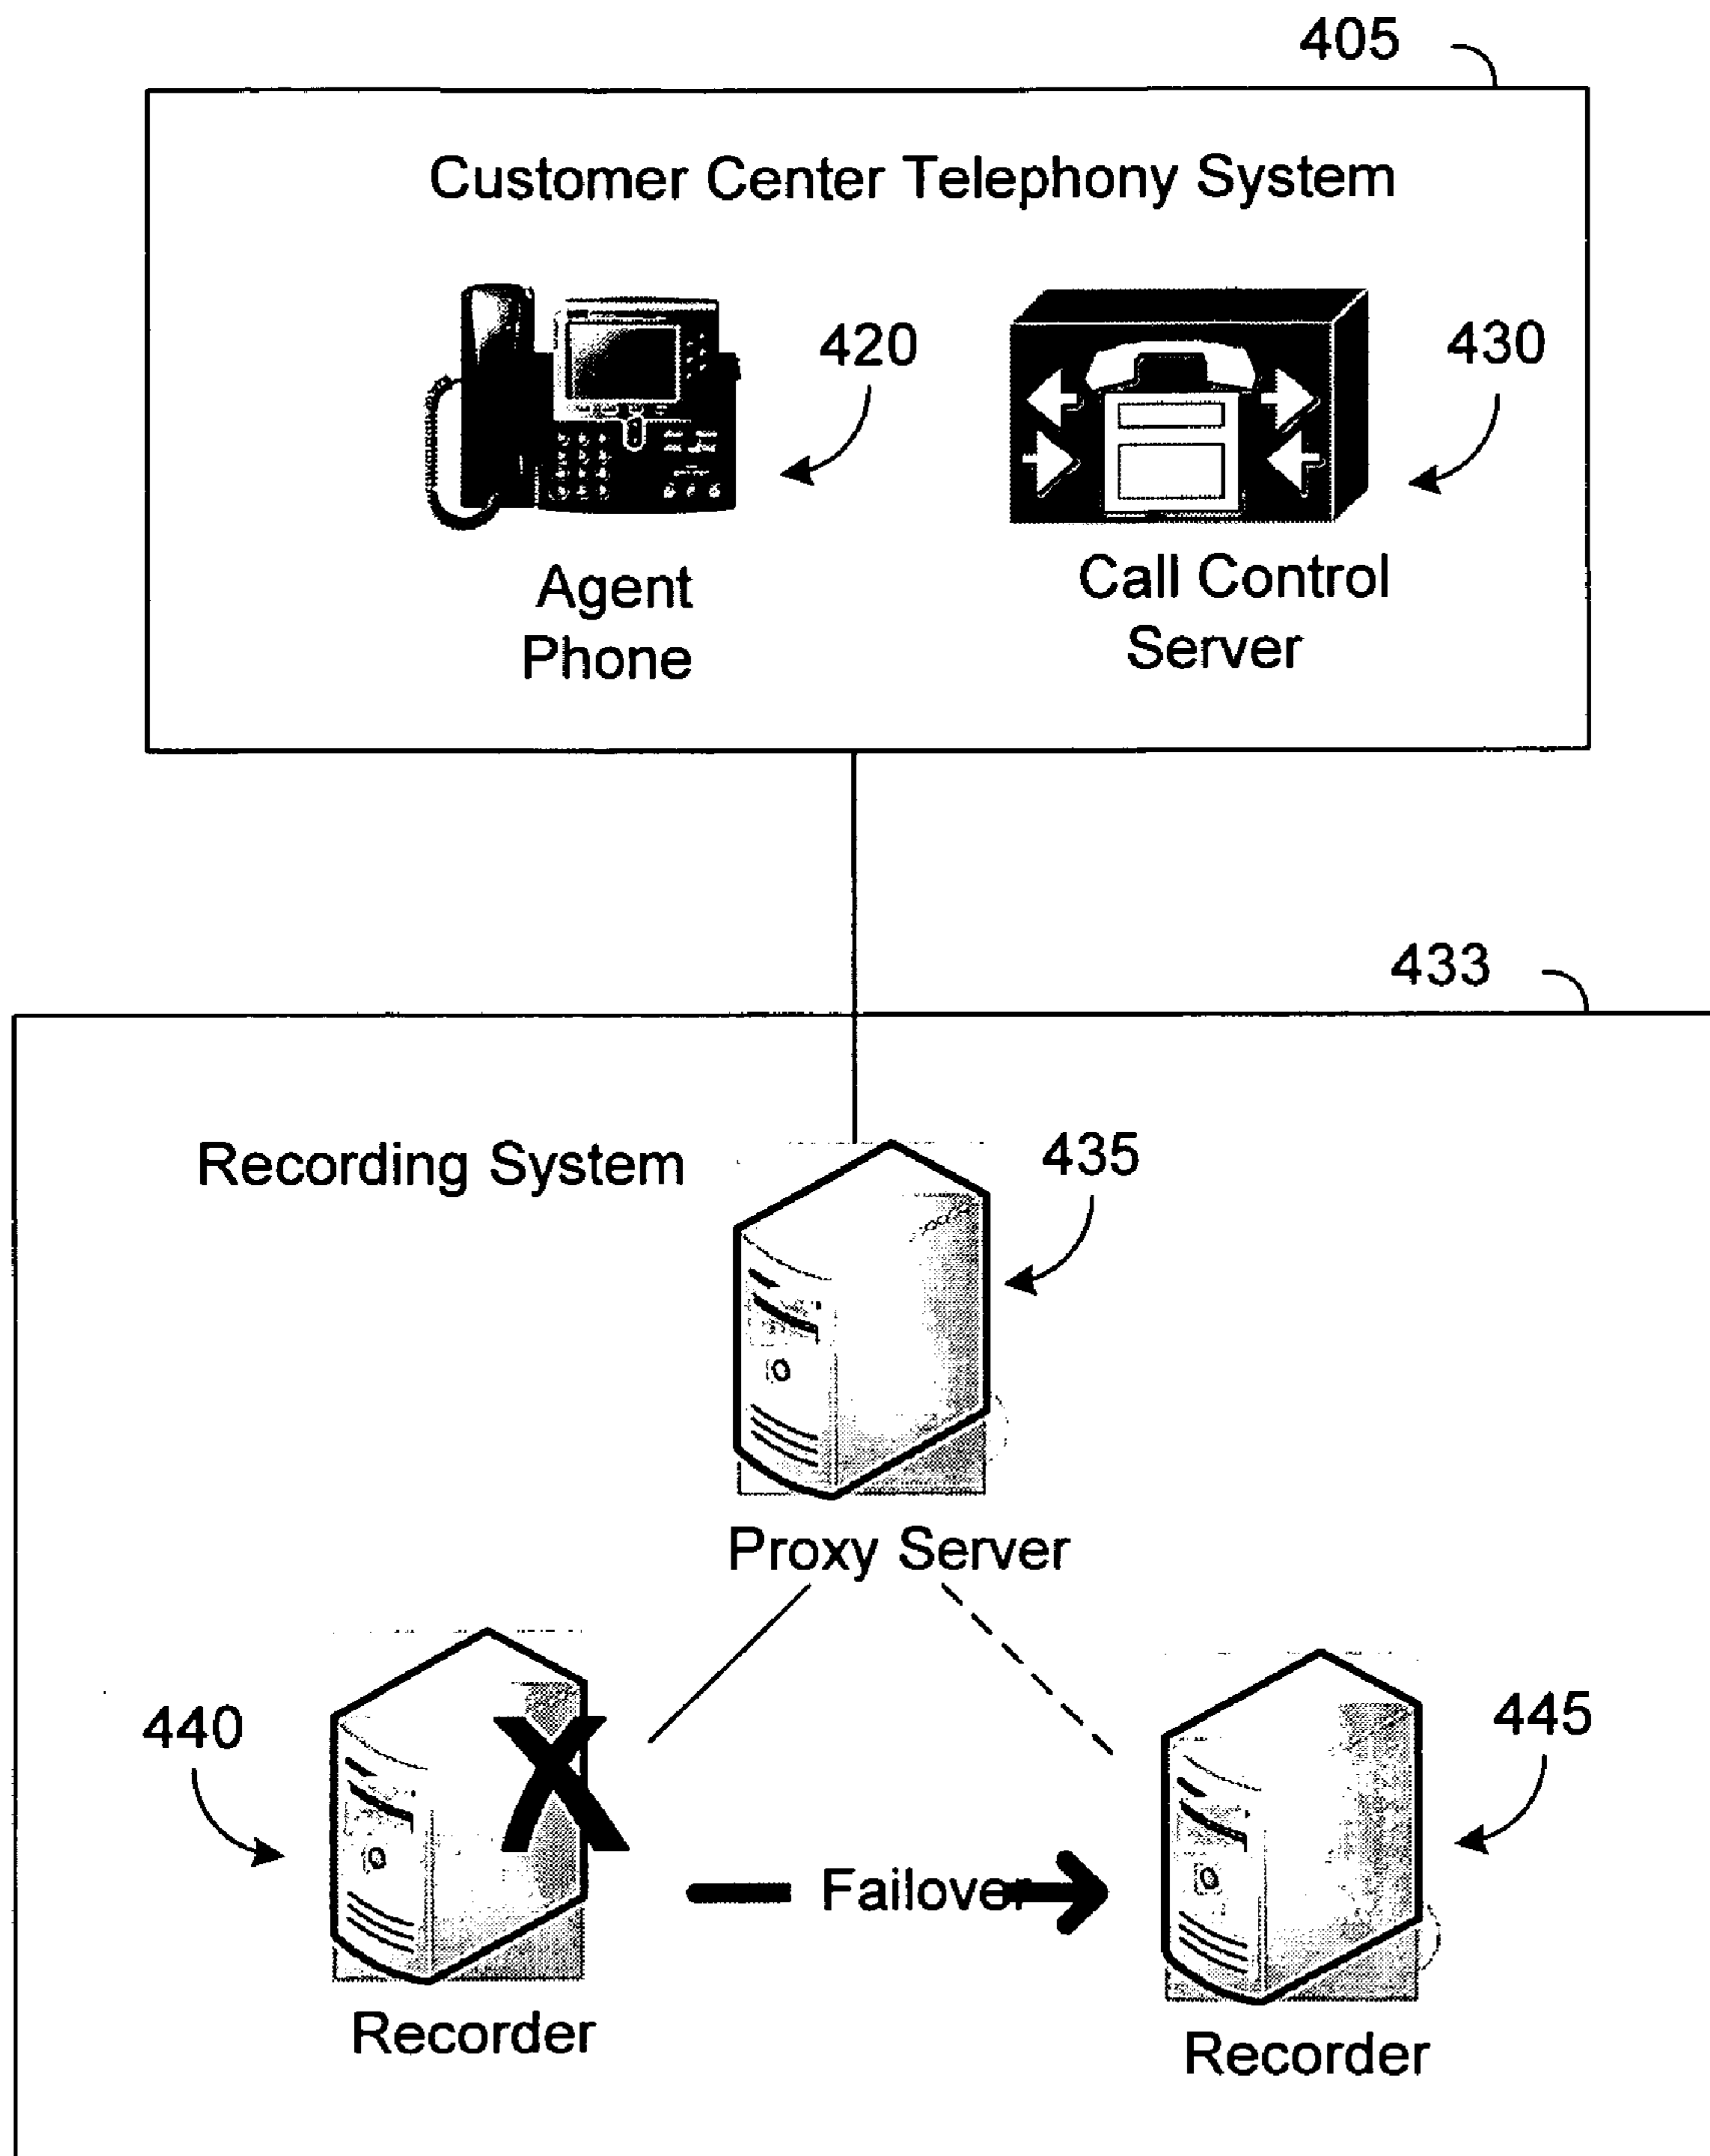 405
Customer Center Telephony System
420
430
Agent
Phone
Call Control
Server
433
Recording System
435
Proxy Server
440
X
445
Failover
Recorder
Recorder